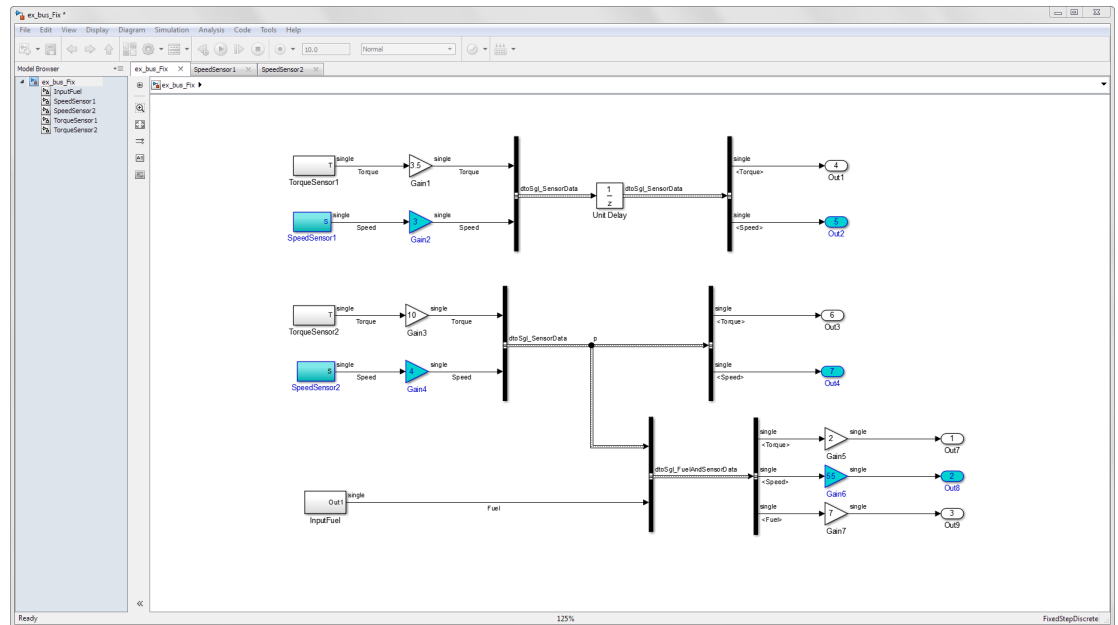 ex_bus_Fix *
File Edit View Display Diagram Simulation Analysis Code Tools Help
10.0 Normal
Model Browser
ex_bus_Fix SpeedSensor1 SpeedSensor2
ex_bus_Fix
InputFuel
SpeedSensor1
SpeedSensor2
TorqueSensor1
TorqueSensor2
ex_bus_Fix
T single Torque 3.5 single Torque
TorqueSensor1 Gain1
dtoSgl_SensorData
1
z
Unit Delay
dtoSgl_SensorData
single
<Torque>
4
Out1
S single Speed 3 single Speed
SpeedSensor1 Gain2
single
<Speed>
5
Out2
T single Torque 10 single Torque
TorqueSensor2 Gain3
dtoSgl_SensorData p
single
<Torque>
6
Out3
S single Speed 4 single Speed
SpeedSensor2 Gain4
single
<Speed>
7
Out4
Out1 single
InputFuel
Fuel
dtoSgl_FuelAndSensorData
single
<Torque>
2 single 1
Gain5 Out7
single
<Speed>
55 single 2
Gain6 Out8
single
<Fuel>
7 single 3
Gain7 Out9
Ready 125% FixedStepDiscrete